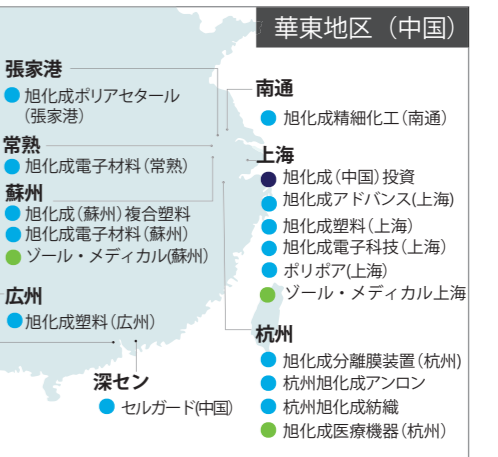 華東地区（中国）
張家港
旭化成ポリアセタール
（張家港）
常熟
旭化成電子材料（常熟）
蘇州
旭化成（蘇州）複合塑料
旭化成電子材料（蘇州）
ゾール・メディカル(蘇州）
広州
旭化成塑料（広州）
深セン
セルガード(中国)
南通
旭化成精細化工（南通）
上海
旭化成（中国）投資
旭化成アドバンス(上海)
旭化成塑料（上海）
旭化成電子科技（上海）
ポリポア(上海)
ゾール・メディカル上海
杭州
旭化成分離膜装置（杭州)
杭州旭化成アンロン
杭州旭化成紡織
旭化成医療機器（杭州）